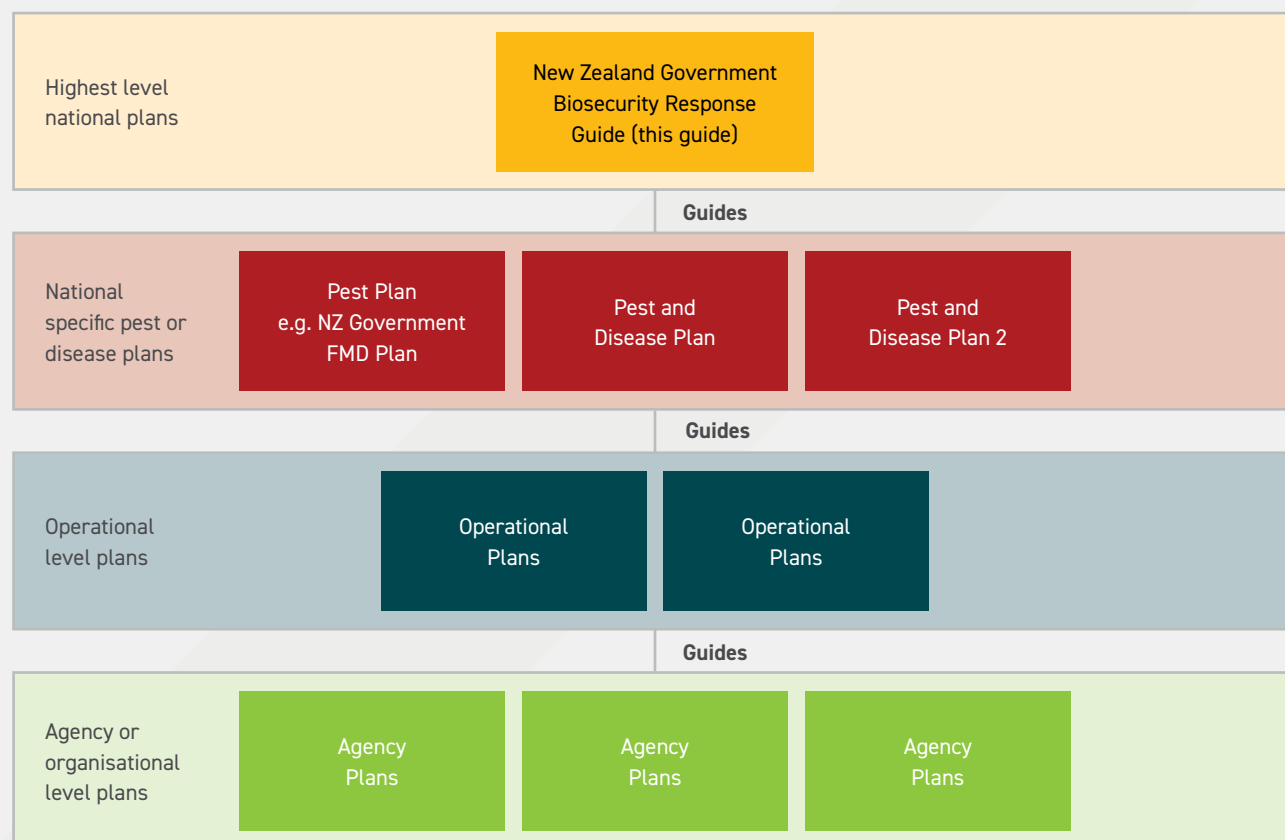 Highest level
national plans
New Zealand Government
Biosecurity Response
Guide (this guide)
Guides
National
specific pest or
disease plans
Pest Plan
e.g. NZ Government
FMD Plan
Pest and
Disease Plan
Pest and
Disease Plan 2
Guides
Operational
level plans
Operational
Plans
Operational
Plans
Guides
Agency or
organisational
level plans
Agency
Plans
Agency
Plans
Agency
Plans